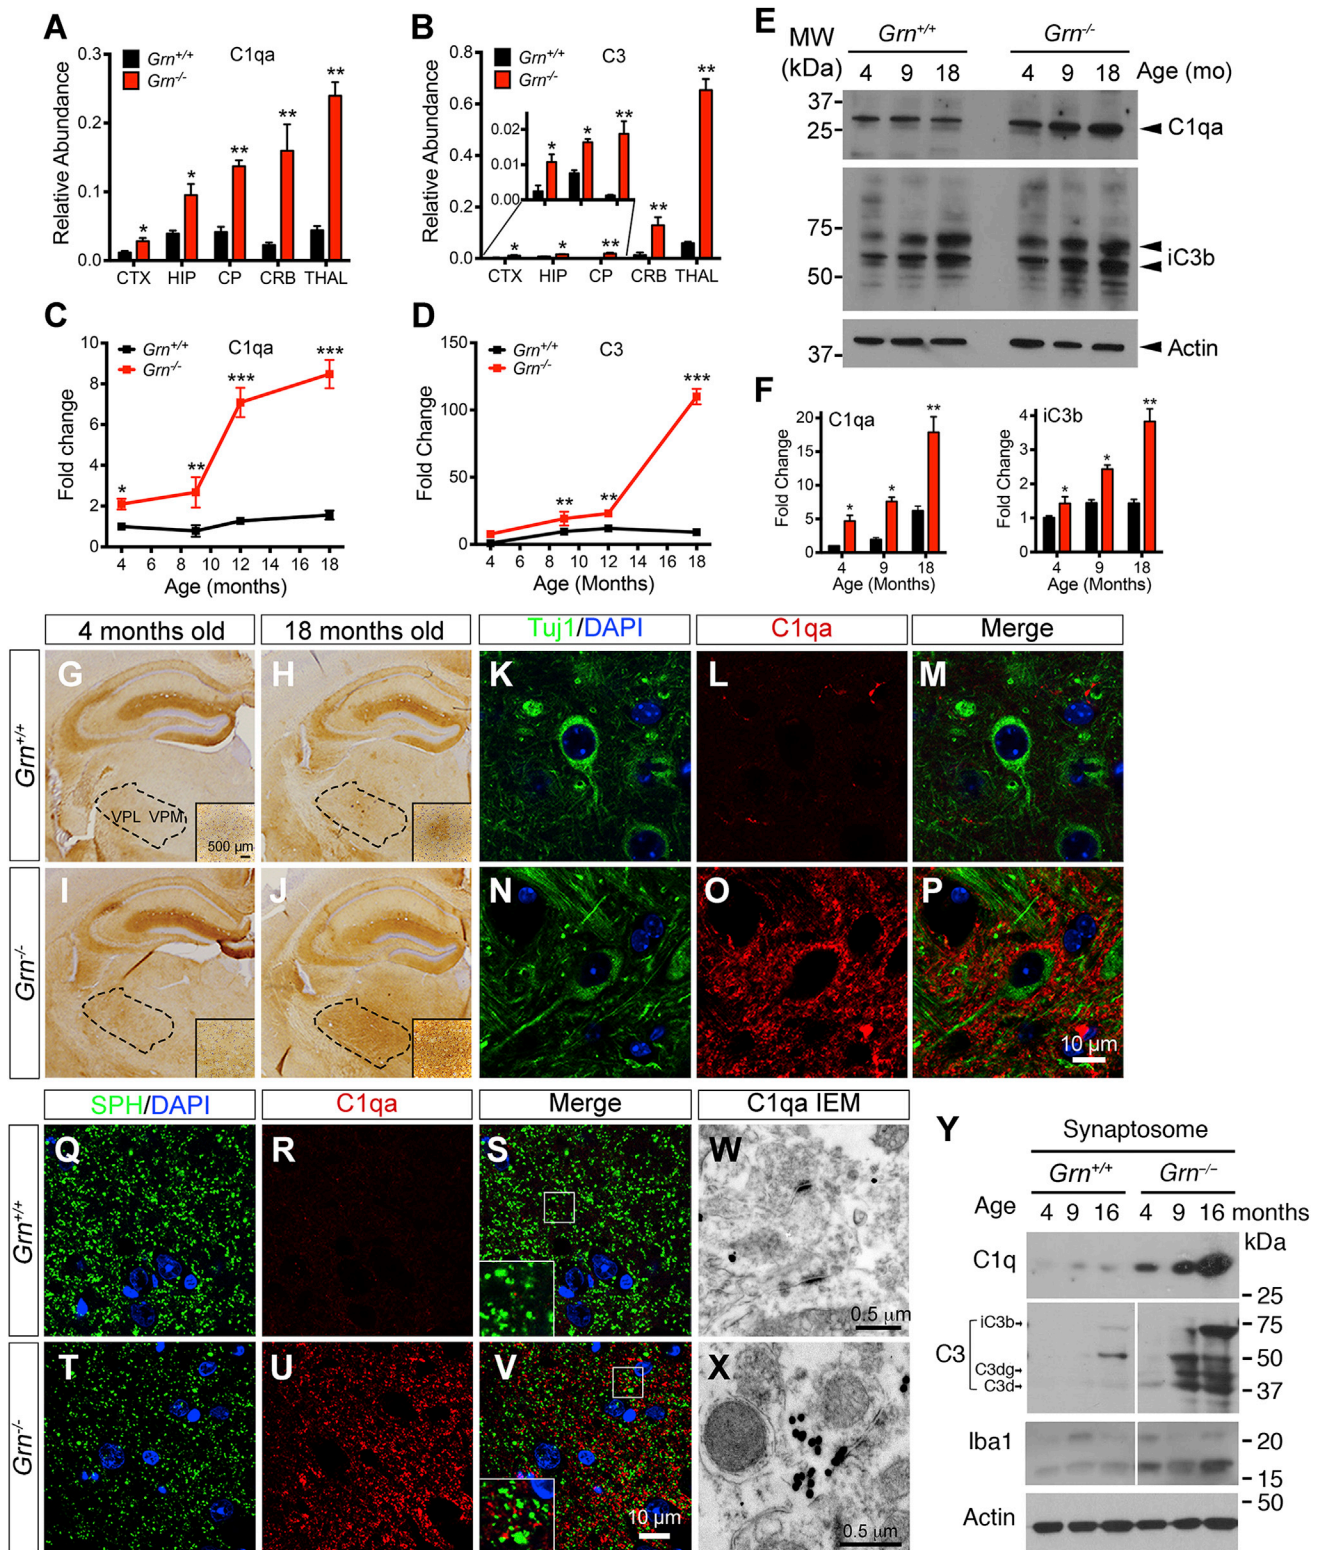 A
C1qa
Grn+/+
Grn-/-
Relative Abundance
0.3
0.2
0.1
0.0
*
*
**
**
**
CTX HIP CP CRB THAL
B
C3
Grn+/+
Grn-/-
Relative Abundance
0.8
0.6
0.4
0.2
0.0
0.02
0.01
0.00
*
*
**
*
*
**
**
**
CTX HIP CP CRB THAL
C
C1qa
Grn+/+
Grn-/-
Fold change
10
8
6
4
2
0
*
**
***
***
4 6 8 10 12 14 16 18
Age (months)
D
C3
Grn+/+
Grn-/-
Fold Change
150
100
50
0
**
**
***
4 6 8 10 12 14 16 18
Age (Months)
E
MW (kDa)
Grn+/+ Grn-/-
4 9 18 4 9 18 Age (mo)
37
25
C1qa
75
50
iC3b
37
Actin
F
C1qa
Fold Change
20
15
10
5
0
*
*
**
4 9 18
Age (Months)
iC3b
Fold Change
4
3
2
1
0
*
*
**
4 9 18
Age (Months)
4 months old
18 months old
Tuj1/DAPI
C1qa
Merge
Grn+/+
G
VPL VPM
500 µm
H
K
L
M
Grn-/-
I
J
N
O
P
10 µm
SPH/DAPI
C1qa
Merge
C1qa IEM
Grn+/+
Q
R
S
W
0.5 µm
Grn-/-
T
U
V
10 µm
X
0.5 µm
Y
Synaptosome
Grn+/+ Grn–/–
Age 4 9 16 4 9 16 months
kDa
C1q
25
C3
iC3b
C3dg
C3d
75
50
37
Iba1
20
15
50
Actin